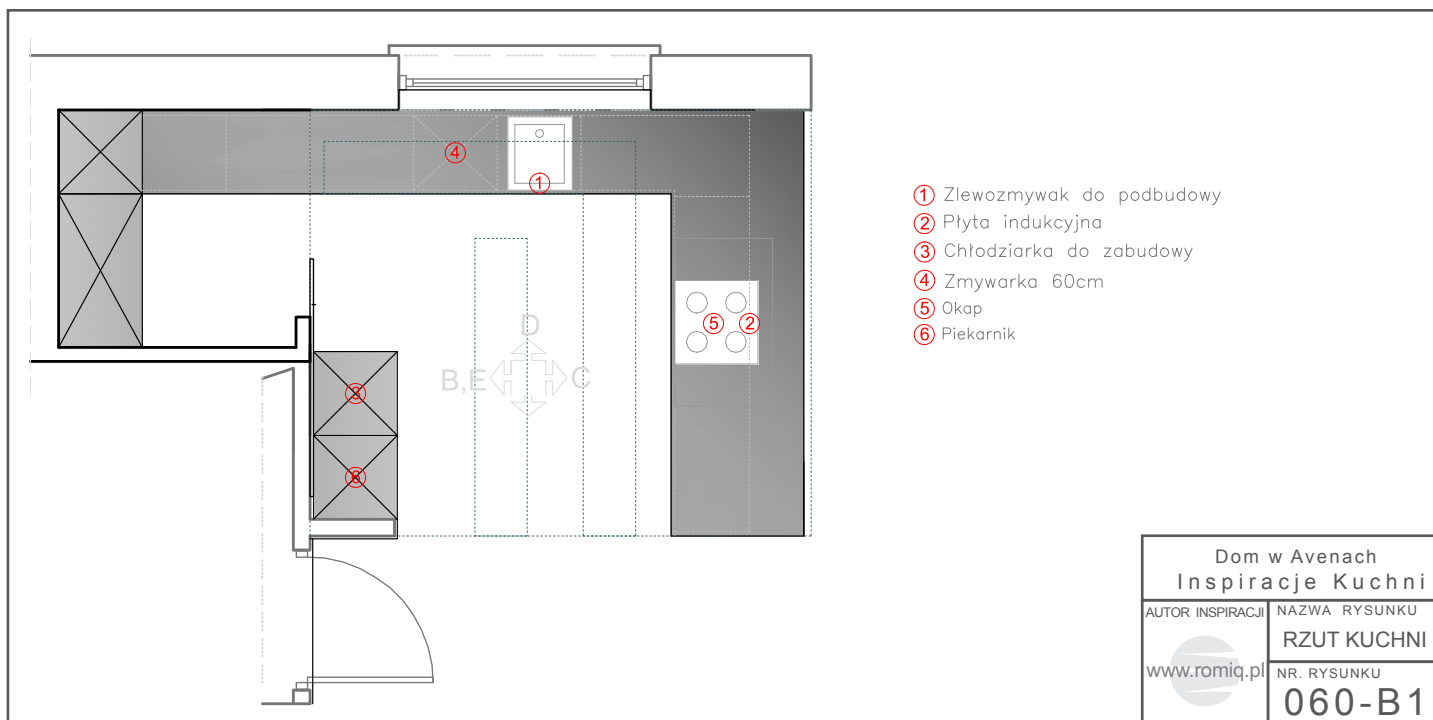 4
1
5 2
D
B,E C
3
6
1 Zlewozmywak do podbudowy
2 Płyta indukcyjna
3 Chłodziarka do zabudowy
4 Zmywarka 60cm
5 Okap
6 Piekarnik
Dom w Avenach
Inspiracje Kuchni
AUTOR INSPIRACJI
www.romiq.pl
NAZWA RYSUNKU
RZUT KUCHNI
NR. RYSUNKU
060-B1